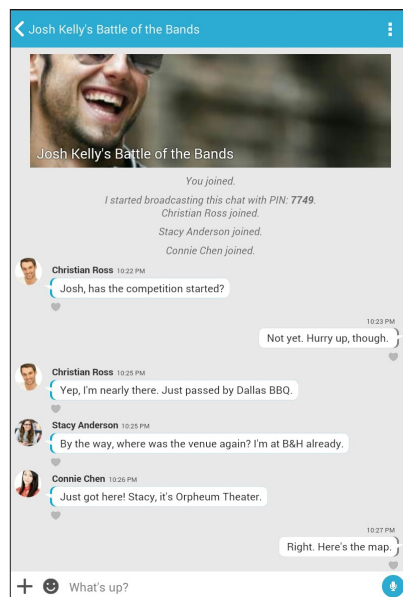 Josh Kelly's Battle of the Bands
Josh Kelly's Battle of the Bands
You joined.
I started broadcasting this chat with PIN: 7749.
Christian Ross joined.
Stacy Anderson joined.
Connie Chen joined.
Christian Ross 10:22 PM
Josh, has the competition started?
10:23 PM
Not yet. Hurry up, though.
Christian Ross 10:25 PM
Yep, I'm nearly there. Just passed by Dallas BBQ.
Stacy Anderson 10:25 PM
By the way, where was the venue again? I'm at B&H already.
Connie Chen 10:26 PM
Just got here! Stacy, it's Orpheum Theater.
10:27 PM
Right. Here's the map.
What's up?